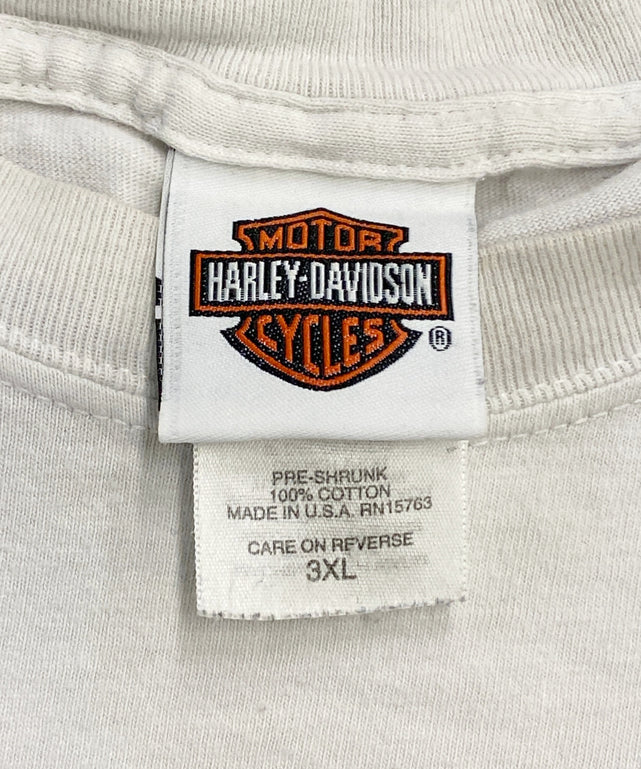 MOTOR
HARLEY-DAVIDSON
CYCLES
®
PRE-SHRUNK
100% COTTON
MADE IN U.S.A. RN15763
CARE ON REVERSE
3XL